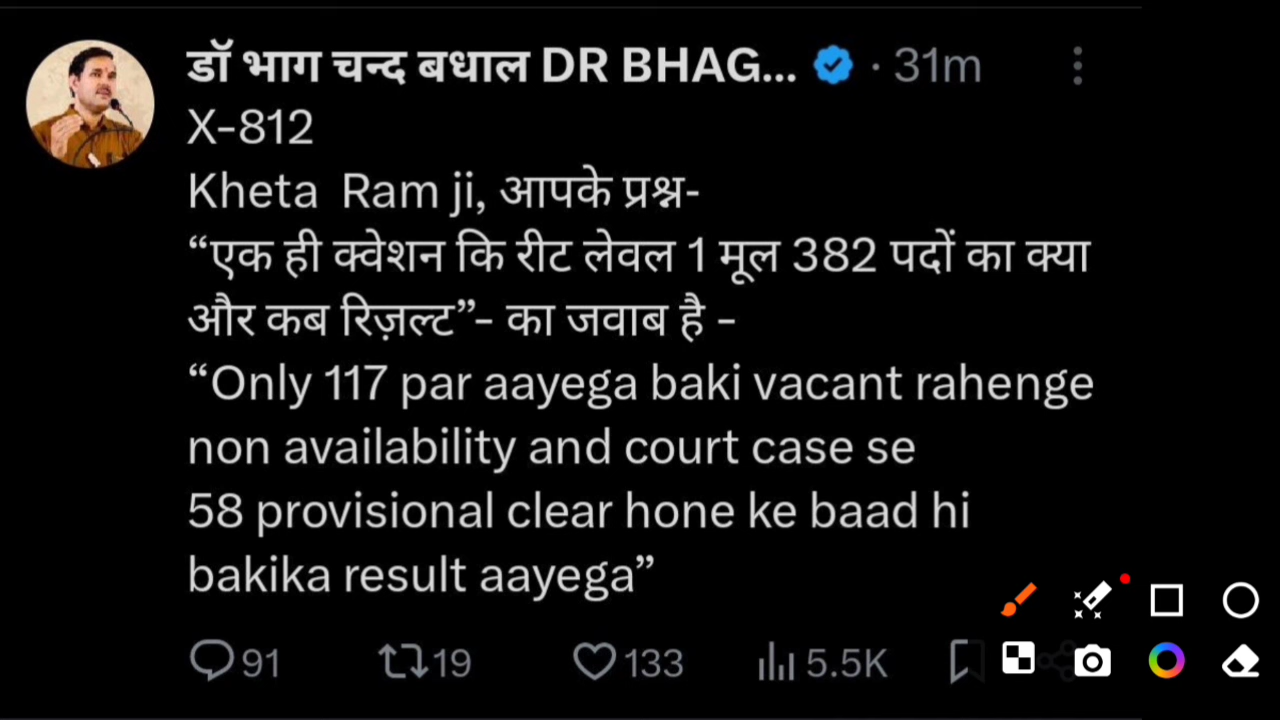 डॉ भाग चन्द बधाल DR BHAG... · 31m
X-812
Kheta Ram ji, आपके प्रश्न-
“एक ही क्वेशन कि रीट लेवल 1 मूल 382 पदों का क्या
और कब रिज़ल्ट”- का जवाब है -
“Only 117 par aayega baki vacant rahenge
non availability and court case se
58 provisional clear hone ke baad hi
bakika result aayega”
91 19 133 5.5K